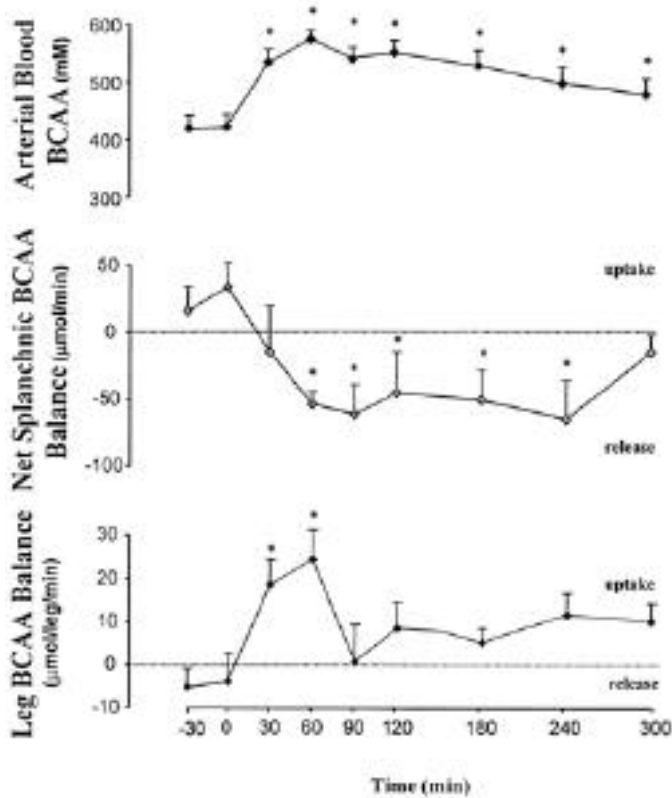 Arterial Blood
BCAA (mM)
600
500
400
300
* * * * * * *
Net Splanchnic BCAA
Balance (µmol/min)
50
0
-50
-100
uptake
release
* * * * *
Leg BCAA Balance
(µmol/leg/min)
30
20
10
0
-10
uptake
release
* *
-30 0 30 60 90 120 180 240 300
Time (min)